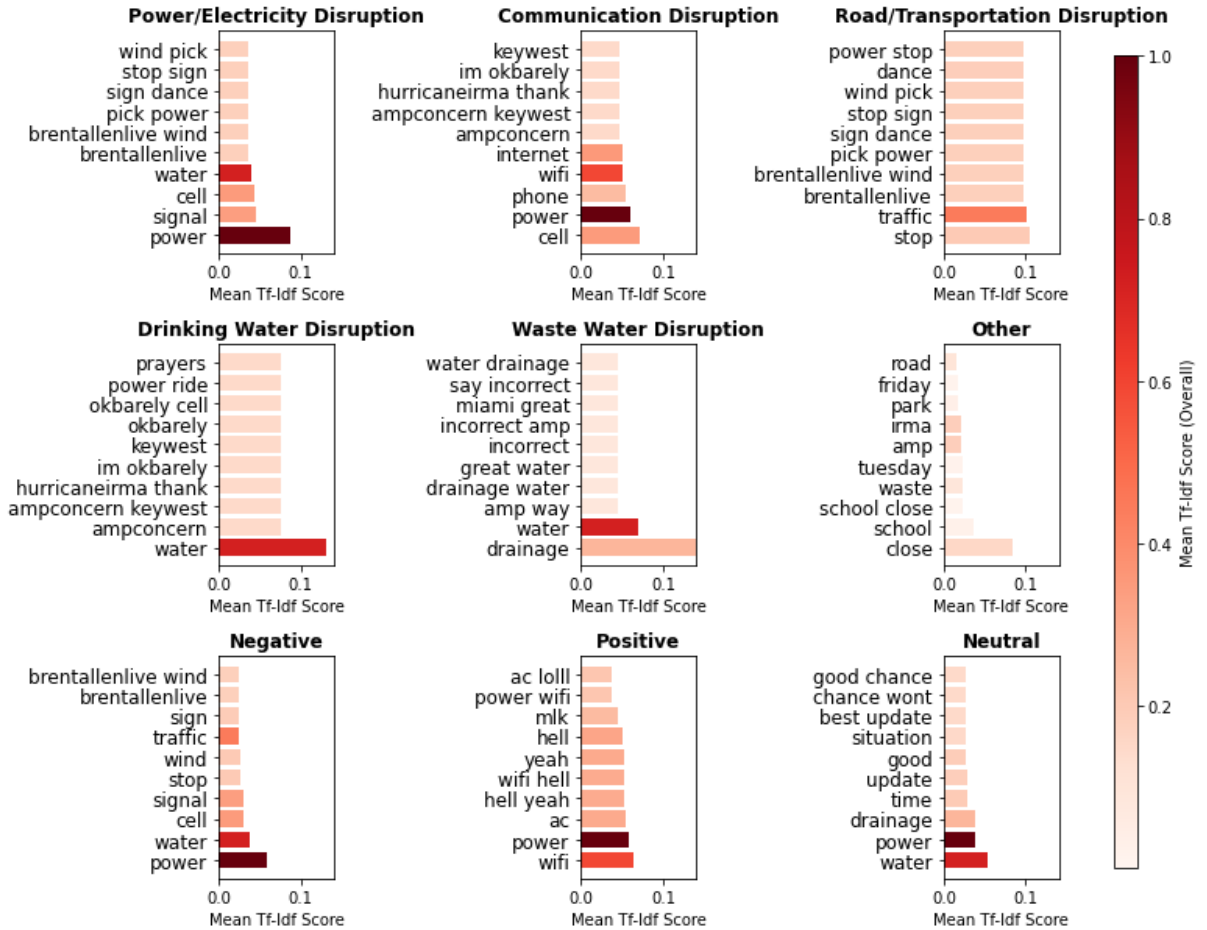 Power/Electricity Disruption
wind pick
stop sign
sign dance
pick power
brentallenlive wind
brentallenlive
water
cell
signal
power
0.0 0.1
Mean Tf-Idf Score
Communication Disruption
keywest
im okbarely
hurricaneirma thank
ampconcern keywest
ampconcern
internet
wifi
phone
power
cell
0.0 0.1
Mean Tf-Idf Score
Road/Transportation Disruption
power stop
dance
wind pick
stop sign
sign dance
pick power
brentallenlive wind
brentallenlive
traffic
stop
0.0 0.1
Mean Tf-Idf Score
Drinking Water Disruption
prayers
power ride
okbarely cell
okbarely
keywest
im okbarely
hurricaneirma thank
ampconcern keywest
ampconcern
water
0.0 0.1
Mean Tf-Idf Score
Waste Water Disruption
water drainage
say incorrect
miami great
incorrect amp
incorrect
great water
drainage water
amp way
water
drainage
0.0 0.1
Mean Tf-Idf Score
Other
road
friday
park
irma
amp
tuesday
waste
school close
school
close
0.0 0.1
Mean Tf-Idf Score
Negative
brentallenlive wind
brentallenlive
sign
traffic
wind
stop
signal
cell
water
power
0.0 0.1
Mean Tf-Idf Score
Positive
ac lolll
power wifi
mlk
hell
yeah
wifi hell
hell yeah
ac
power
wifi
0.0 0.1
Mean Tf-Idf Score
Neutral
good chance
chance wont
best update
situation
good
update
time
drainage
power
water
0.0 0.1
Mean Tf-Idf Score
1.0
0.8
0.6
0.4
0.2
Mean Tf-Idf Score (Overall)